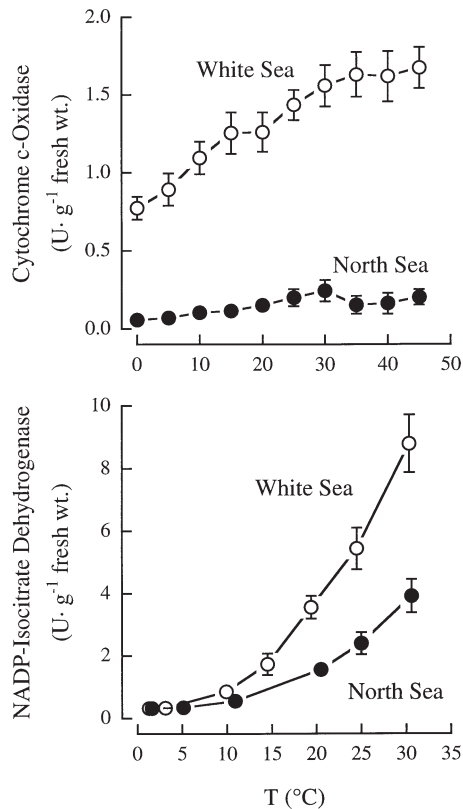 Cytochrome c-Oxidase
(U· g⁻¹ fresh wt.)
2.0
1.5
1.0
0.5
0.0
White Sea
North Sea
0 10 20 30 40 50
NADP-Isocitrate Dehydrogenase
(U· g⁻¹ fresh wt.)
10
8
6
4
2
0
White Sea
North Sea
0 5 10 15 20 25 30 35
T (°C)